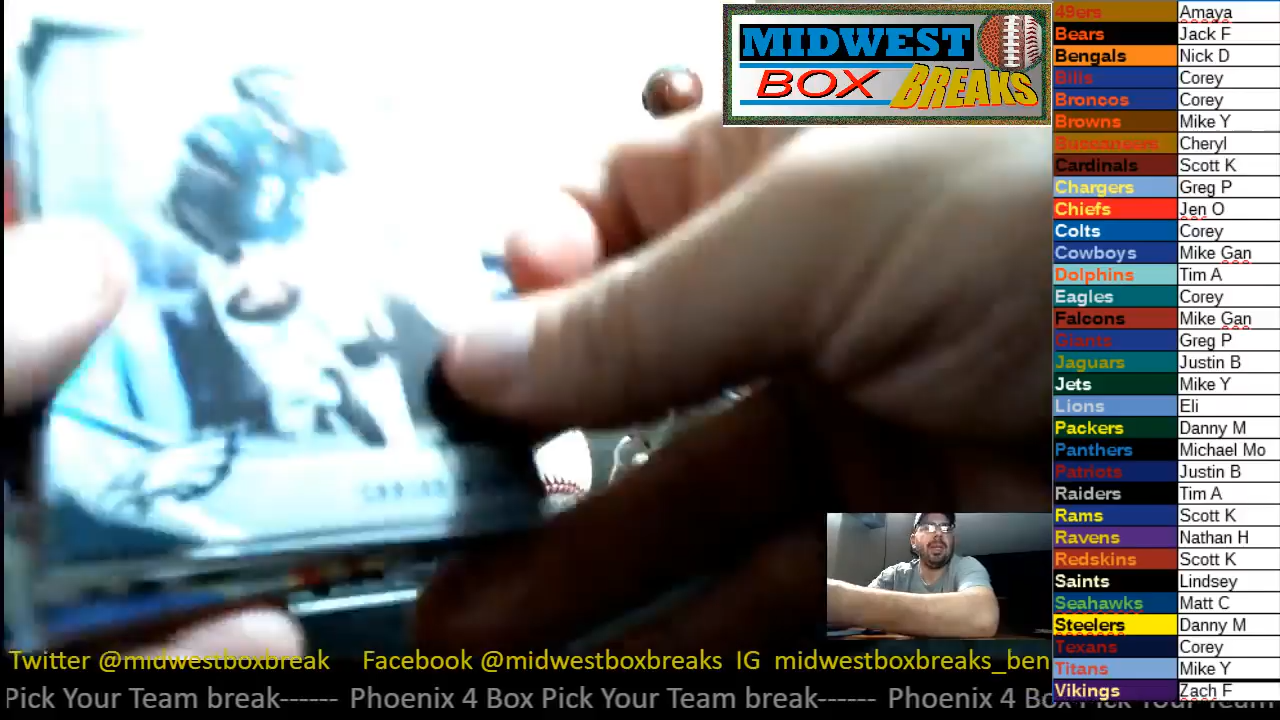 MIDWEST
BOX BREAKS
49ers Amaya
Bears Jack F
Bengals Nick D
Bills Corey
Broncos Corey
Browns Mike Y
Buccaneers Cheryl
Cardinals Scott K
Chargers Greg P
Chiefs Jen O
Colts Corey
Cowboys Mike Gan
Dolphins Tim A
Eagles Corey
Falcons Mike Gan
Giants Greg P
Jaguars Justin B
Jets Mike Y
Lions Eli
Packers Danny M
Panthers Michael Mo
Patriots Justin B
Raiders Tim A
Rams Scott K
Ravens Nathan H
Redskins Scott K
Saints Lindsey
Seahawks Matt C
Steelers Danny M
Texans Corey
Titans Mike Y
Vikings Zach F
Twitter @midwestboxbreak Facebook @midwestboxbreaks IG midwestboxbreaks_ben
Pick Your Team break------ Phoenix 4 Box Pick Your Team break------ Phoenix 4 Box Pick Your Team